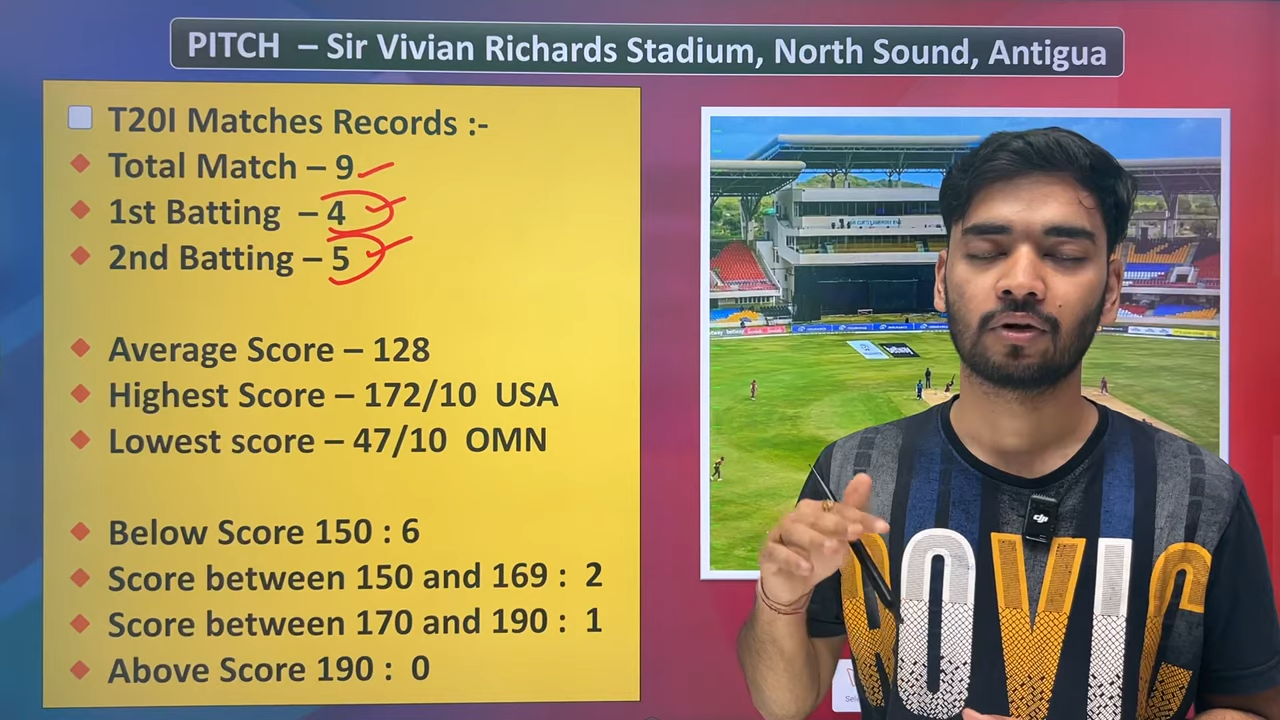 PITCH – Sir Vivian Richards Stadium, North Sound, Antigua
T20I Matches Records :-
Total Match – 9
1st Batting – 4
2nd Batting – 5
Average Score – 128
Highest Score – 172/10 USA
Lowest score – 47/10 OMN
Below Score 150 : 6
Score between 150 and 169 : 2
Score between 170 and 190 : 1
Above Score 190 : 0
dji